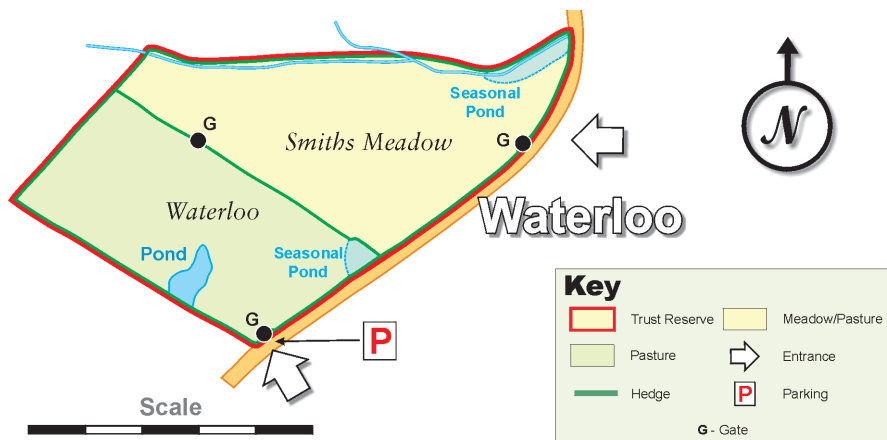 Seasonal
Pond
G
G
Smiths Meadow
N
Waterloo
Waterloo
Pond
Seasonal
Pond
G
P
Scale
Key
Trust Reserve
Meadow/Pasture
Pasture
Entrance
Hedge
P
Parking
G - Gate